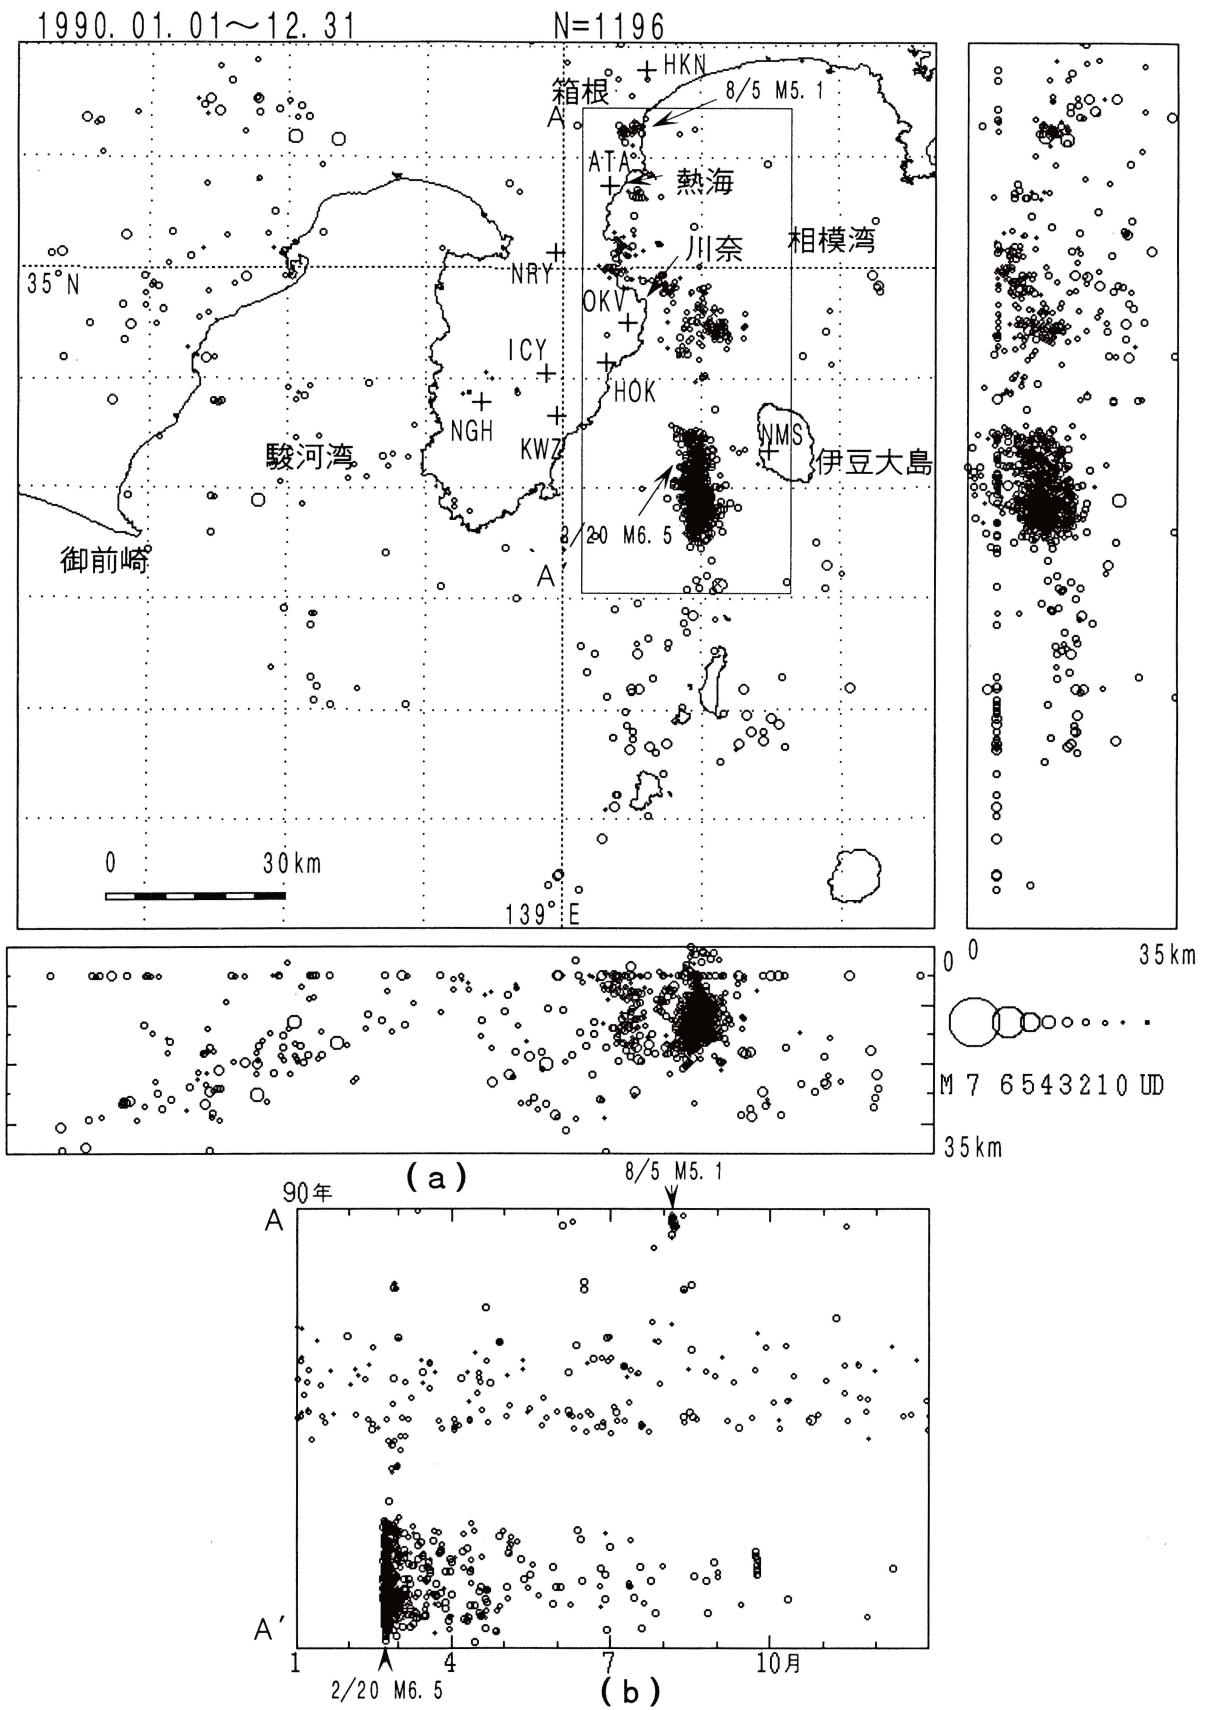 1990.01.01～12.31
N=1196
HKN
箱根
8/5 M5.1
A
ATA
熱海
川奈
相模湾
35°N
NRY
OKV
ICY
HOK
NGH
KWZ
NMS
駿河湾
伊豆大島
2/20 M6.5
御前崎
A'
0 30km
139°E
0 35km
0
M 7 6 5 4 3 2 1 0 UD
35km
(a)
8/5 M5.1
90年
A
A'
1 4 7 10月
2/20 M6.5
(b)